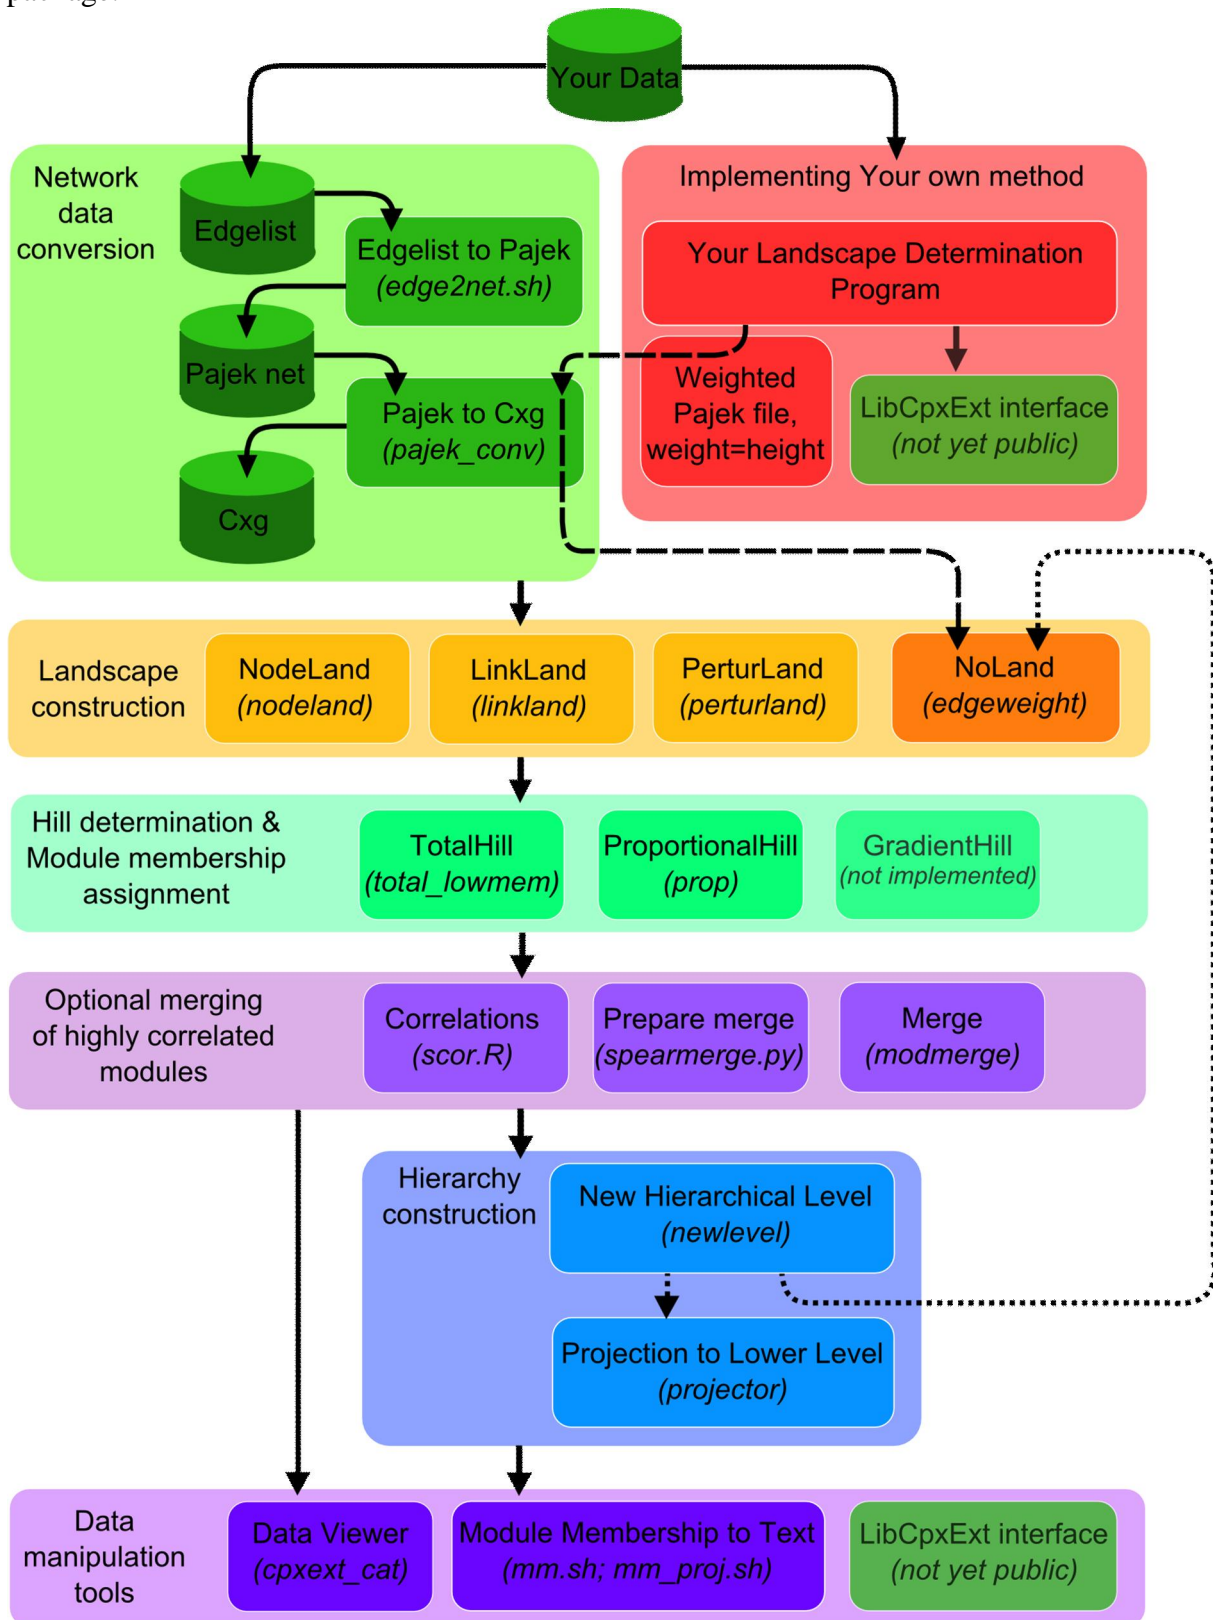 package.
Your Data
Network
data
conversion
Edgelist
Edgelist to Pajek
(edge2net.sh)
Pajek net
Pajek to Cxg
(pajek_conv)
Cxg
Implementing Your own method
Your Landscape Determination
Program
Weighted
Pajek file,
weight=height
LibCpxExt interface
(not yet public)
Landscape
construction
NodeLand
(nodeland)
LinkLand
(linkland)
PerturLand
(perturland)
NoLand
(edgeweight)
Hill determination &
Module membership
assignment
TotalHill
(total_lowmem)
ProportionalHill
(prop)
GradientHill
(not implemented)
Optional merging
of highly correlated
modules
Correlations
(scor.R)
Prepare merge
(spearmerge.py)
Merge
(modmerge)
Hierarchy
construction
New Hierarchical Level
(newlevel)
Projection to Lower Level
(projector)
Data
manipulation
tools
Data Viewer
(cpxext_cat)
Module Membership to Text
(mm.sh; mm_proj.sh)
LibCpxExt interface
(not yet public)